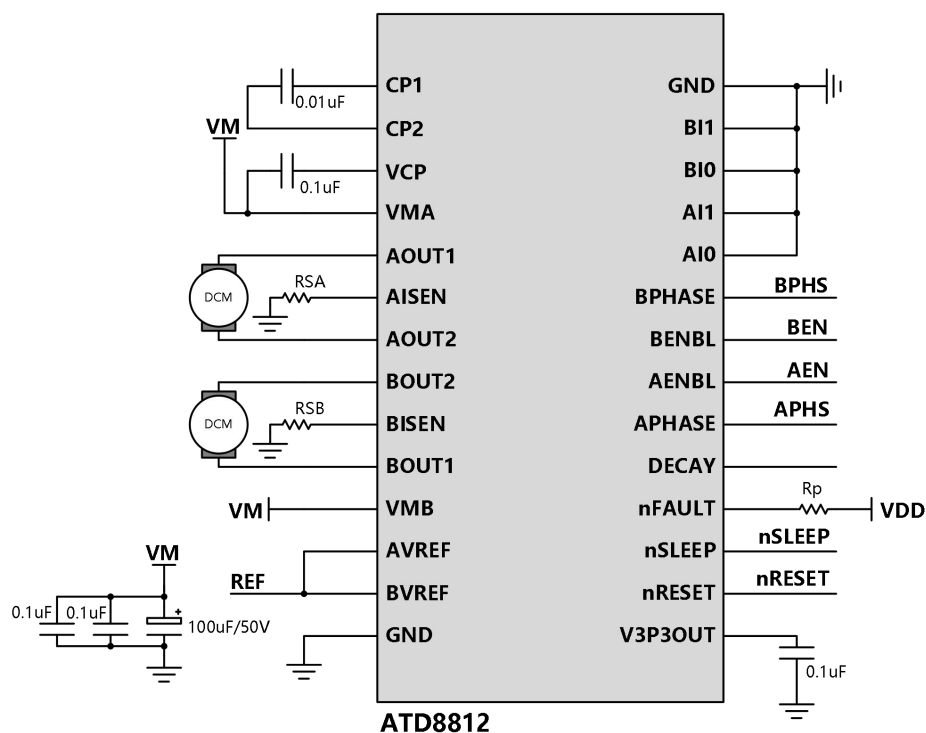 CP1
GND
0.01uF
VM
CP2
BI1
VCP
BI0
0.1uF
VMA
AI1
AOUT1
AI0
RSA
BPHS
DCM
AISEN
BPHASE
BEN
AOUT2
BENBL
AEN
BOUT2
AENBL
RSB
APHS
DCM
BISEN
APHASE
BOUT1
DECAY
Rp
VM
VMB
nFAULT
VDD
nSLEEP
VM
AVREF
nSLEEP
REF
nRESET
BVREF
nRESET
0.1uF
0.1uF
+
100uF/50V
GND
V3P3OUT
0.1uF
ATD8812